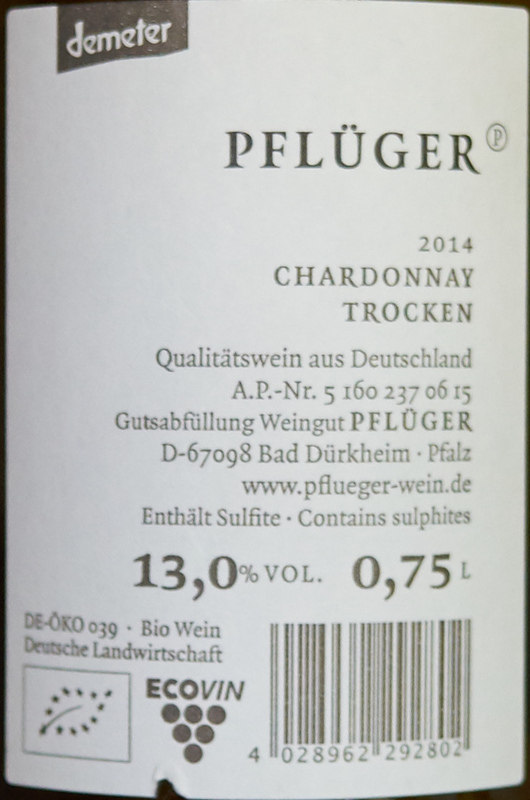 demeter
PFLÜGER Ⓟ
2014
CHARDONNAY
TROCKEN
Qualitätswein aus Deutschland
A.P.-Nr. 5 160 237 06 15
Gutsabfüllung Weingut PFLÜGER
D-67098 Bad Dürkheim · Pfalz
www.pflueger-wein.de
Enthält Sulfite · Contains sulphites
13,0% VOL. 0,75 L
DE-ÖKO 039 · Bio Wein
Deutsche Landwirtschaft
ECOVIN
4 028962 292802